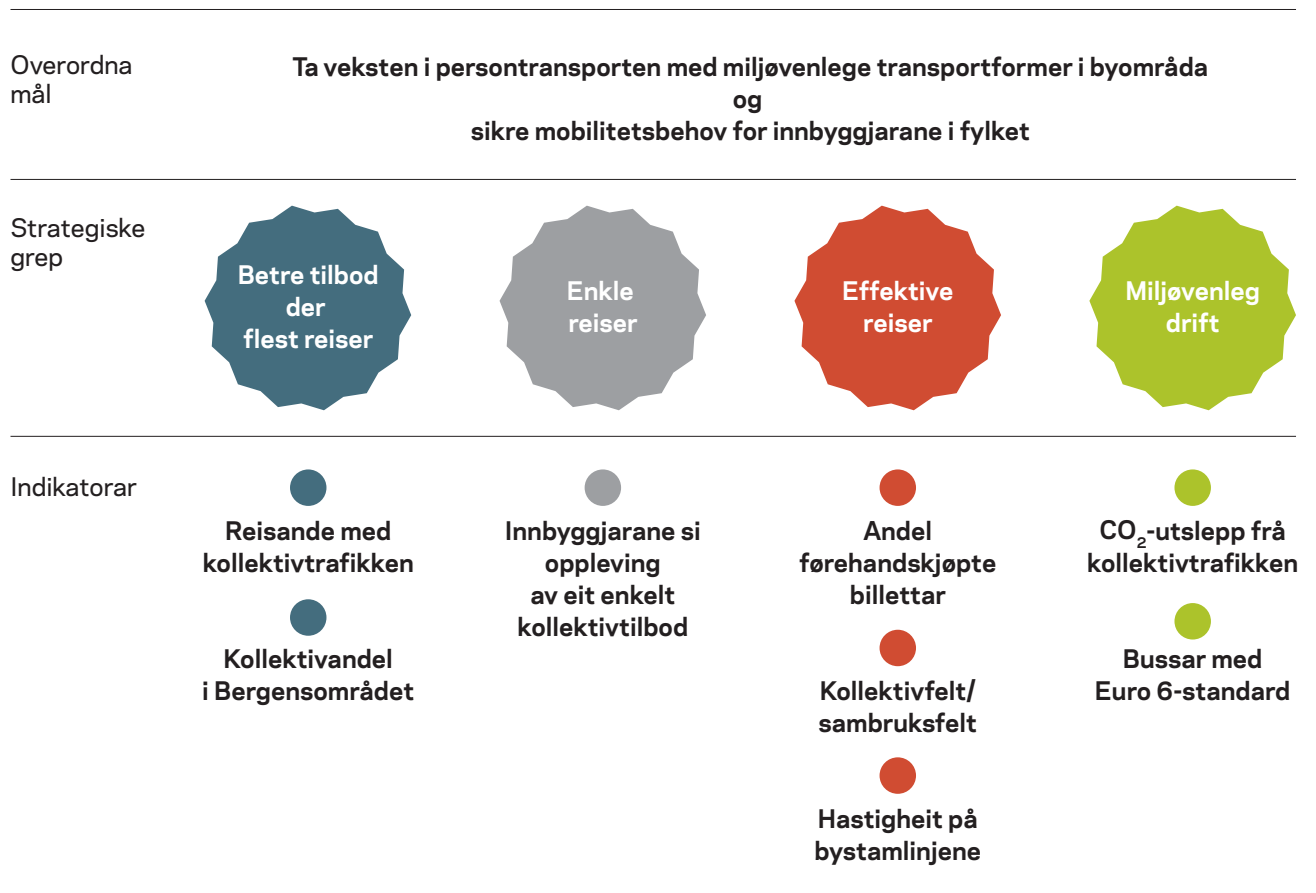 Overordna
mål
Ta veksten i persontransporten med miljøvenlege transportformer i byområda
og
sikre mobilitetsbehov for innbyggjarane i fylket
Strategiske
grep
Betre tilbod
der
flest reiser
Enkle
reiser
Effektive
reiser
Miljøvenleg
drift
Indikatorar
Reisande med
kollektivtrafikken
Kollektivandel
i Bergensområdet
Innbyggjarane si
oppleving
av eit enkelt
kollektivtilbod
Andel
førehandskjøpte
billettar
Kollektivfelt/
sambruksfelt
Hastigheit på
bystamlinjene
CO₂-utslepp frå
kollektivtrafikken
Bussar med
Euro 6-standard